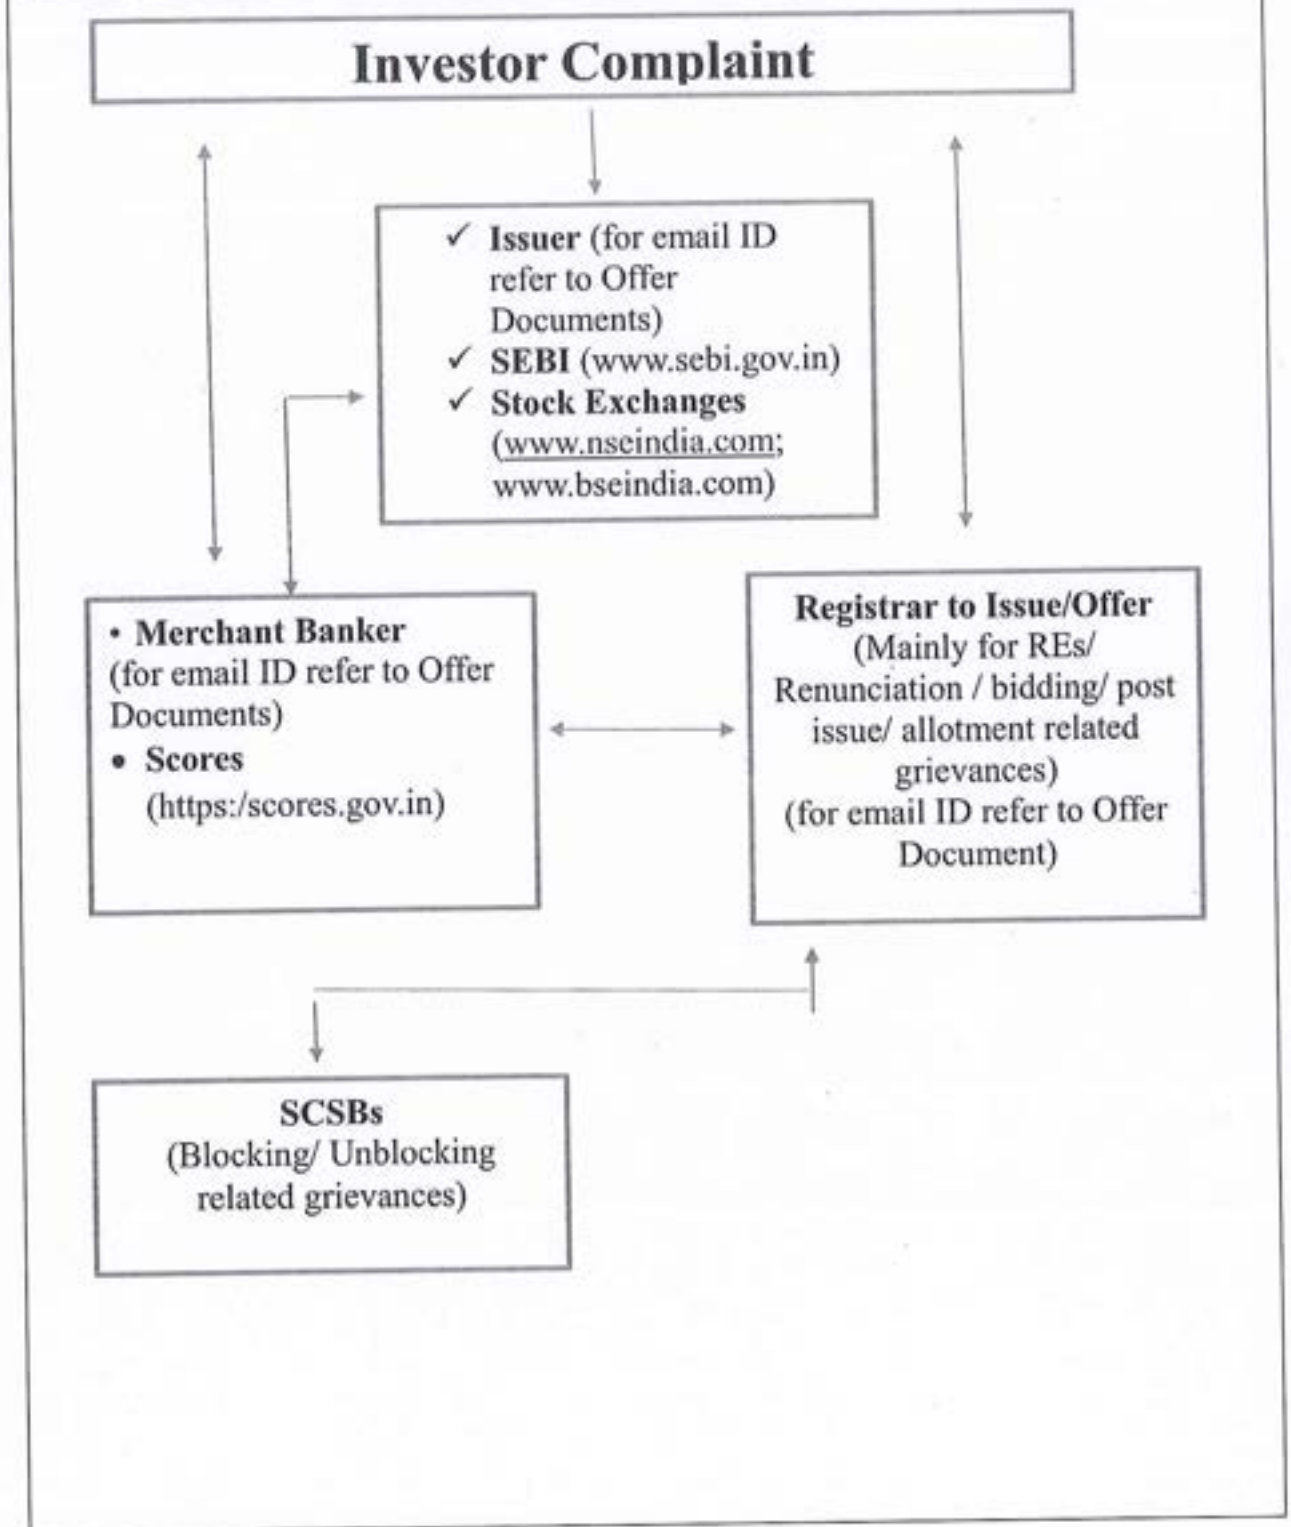 Investor Complaint
✓ Issuer (for email ID
refer to Offer
Documents)
✓ SEBI (www.sebi.gov.in)
✓ Stock Exchanges
(www.nseindia.com;
www.bseindia.com)
• Merchant Banker
(for email ID refer to Offer
Documents)
• Scores
(https:/scores.gov.in)
Registrar to Issue/Offer
(Mainly for REs/
Renunciation / bidding/ post
issue/ allotment related
grievances)
(for email ID refer to Offer
Document)
SCSBs
(Blocking/ Unblocking
related grievances)